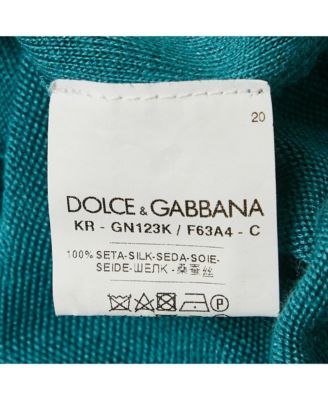 20
DOLCE & GABBANA
KR - GN123K / F63A4 - C
100% SETA-SILK-SEDA-SOIE-
SEIDE-ШЕЛК - 桑蚕丝